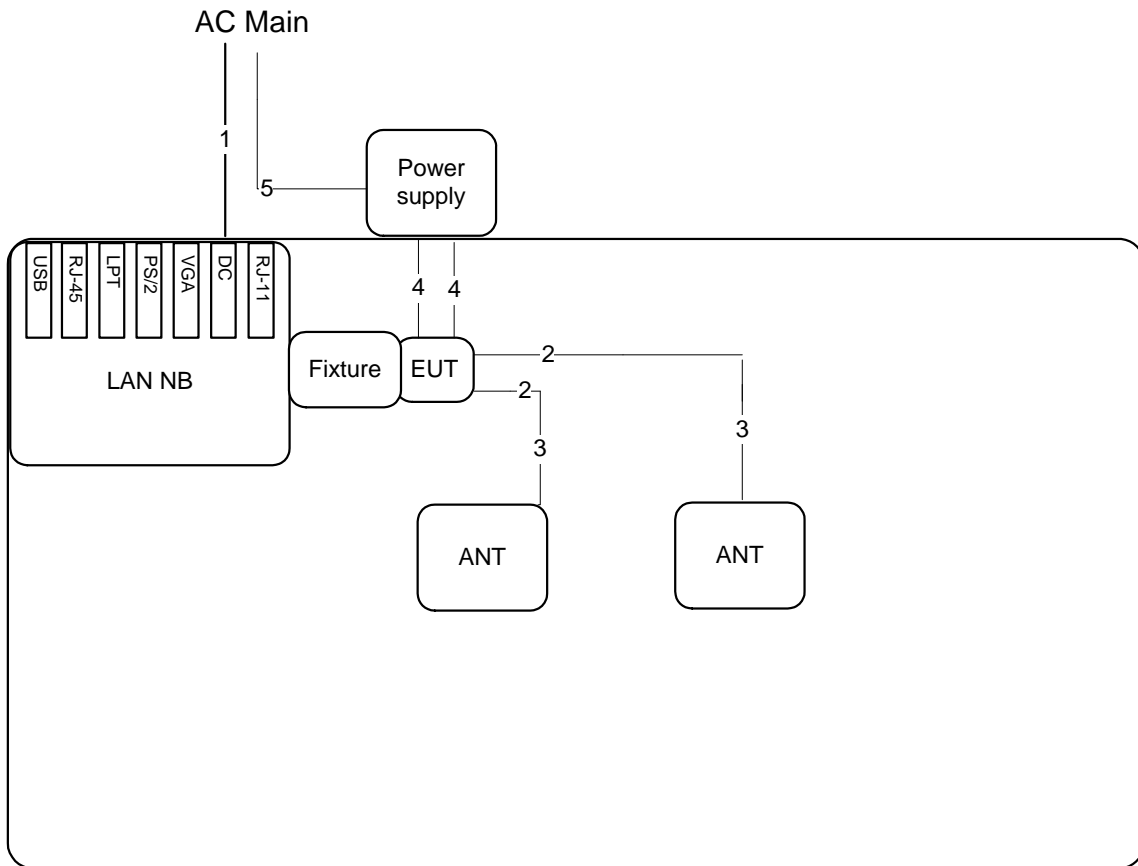 AC Main
1
Power
supply
5
USB
RJ-45
LPT
PS/2
VGA
DC
RJ-11
4
4
LAN NB
Fixture
EUT
2
2
3
3
ANT
ANT